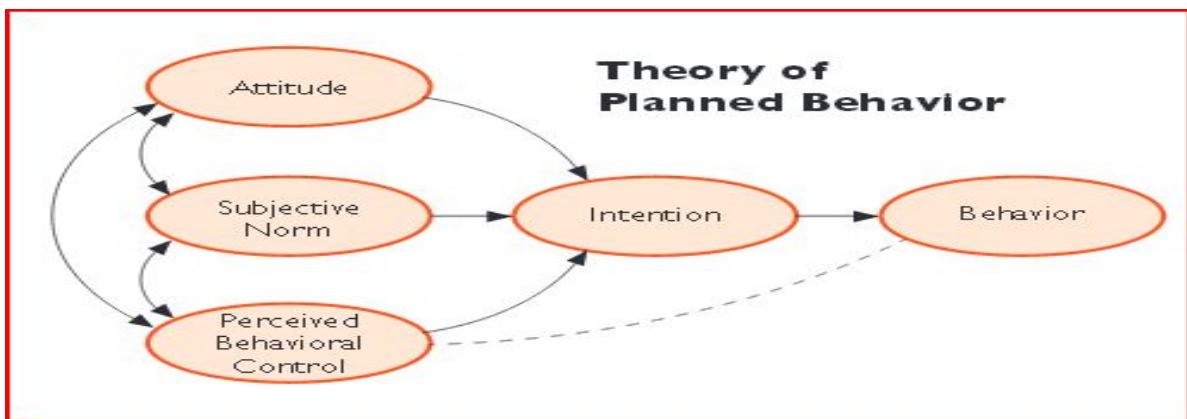 Attitude
Theory of
Planned Behavior
Subjective
Norm
Intention
Behavior
Perceived
Behavioral
Control